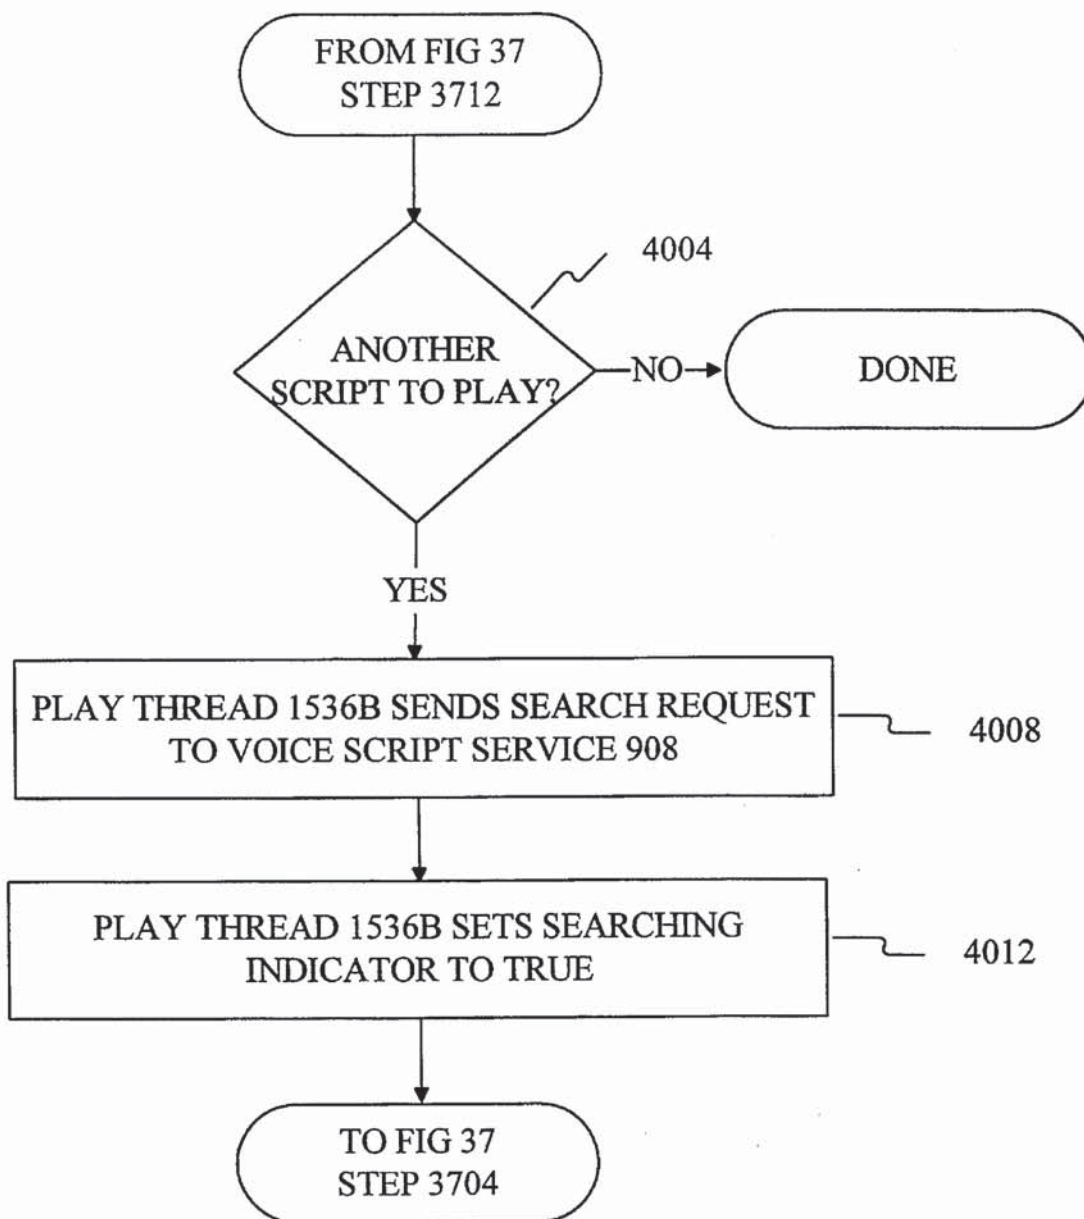 FROM FIG 37
STEP 3712
4004
ANOTHER
SCRIPT TO PLAY?
NO
DONE
YES
PLAY THREAD 1536B SENDS SEARCH REQUEST
TO VOICE SCRIPT SERVICE 908
4008
PLAY THREAD 1536B SETS SEARCHING
INDICATOR TO TRUE
4012
TO FIG 37
STEP 3704